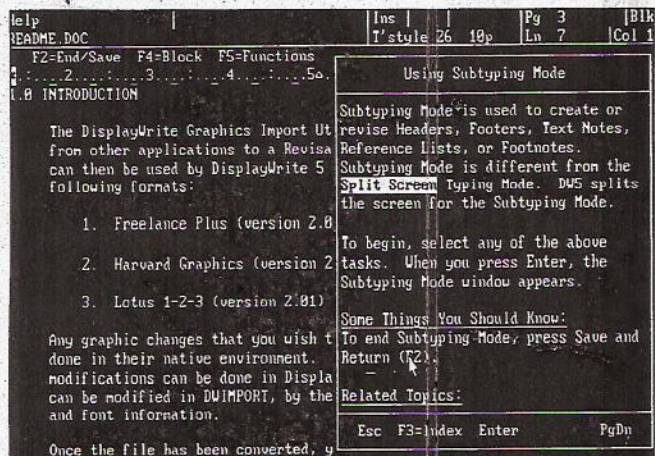 Help Ins Pg 3 Blk
README.DOC T'style 26 10p Ln 7 Col 1
F2=End/Save F4=Block F5=Functions
:....2....:....3....:....4....:....5
1.0 INTRODUCTION
The DisplayWrite Graphics Import Ut
from other applications to a Revisa
can then be used by DisplayWrite 5
following formats:
1. Freelance Plus (version 2.0
2. Harvard Graphics (version 2
3. Lotus 1-2-3 (version 2.01)
Any graphic changes that you wish t
done in their native environment.
modifications can be done in Displa
can be modified in DWIMPORT, by the
and font information.
Once the file has been converted, y
Using Subtyping Mode
Subtyping Mode is used to create or
revise Headers, Footers, Text Notes,
Reference Lists, or Footnotes.
Subtyping Mode is different from the
Split Screen Typing Mode. DW5 splits
the screen for the Subtyping Mode.
To begin, select any of the above
tasks. When you press Enter, the
Subtyping Mode window appears.
Some Things You Should Know:
To end Subtyping Mode, press Save and
Return (F2).
Related Topics:
Esc F3=Index Enter PgDn